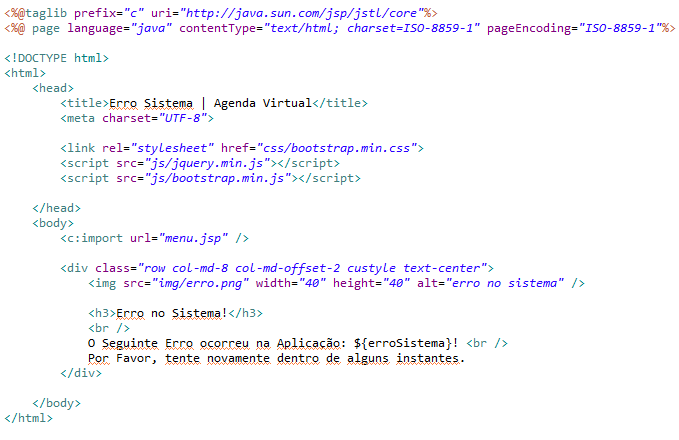 <%@taglib prefix="c" uri="http://java.sun.com/jsp/jstl/core"%>
<%@ page language="java" contentType="text/html; charset=ISO-8859-1" pageEncoding="ISO-8859-1"%>
<!DOCTYPE html>
<html>
<head>
<title>Erro Sistema | Agenda Virtual</title>
<meta charset="UTF-8">
<link rel="stylesheet" href="css/bootstrap.min.css">
<script src="js/jquery.min.js"></script>
<script src="js/bootstrap.min.js"></script>
</head>
<body>
<c:import url="menu.jsp" />
<div class="row col-md-8 col-md-offset-2 custyle text-center">
<img src="img/erro.png" width="40" height="40" alt="erro no sistema" />
<h3>Erro no Sistema!</h3>
<br />
O Seguinte Erro ocorreu na Aplicação: ${erroSistema}! <br />
Por Favor, tente novamente dentro de alguns instantes.
</div>
</body>
</html>